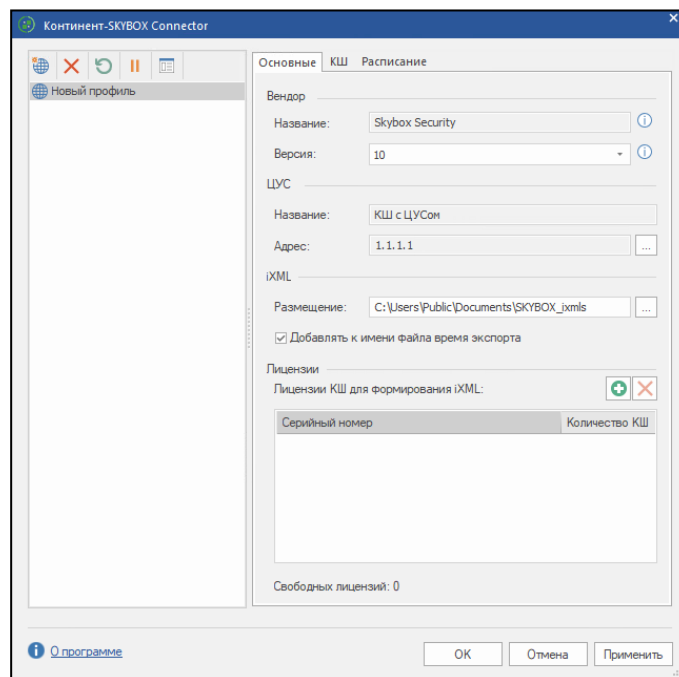 Континент-SKYBOX Connector
Новый профиль
Основные КШ Расписание
Вендор
Название: Skybox Security
Версия: 10
ЦУС
Название: КШ с ЦУСом
Адрес: 1.1.1.1 ...
iXML
Размещение: C:\Users\Public\Documents\SKYBOX_ixmls ...
Добавлять к имени файла время экспорта
Лицензии
Лицензии КШ для формирования iXML:
Серийный номер Количество КШ
Свободных лицензий: 0
О программе OK Отмена Применить